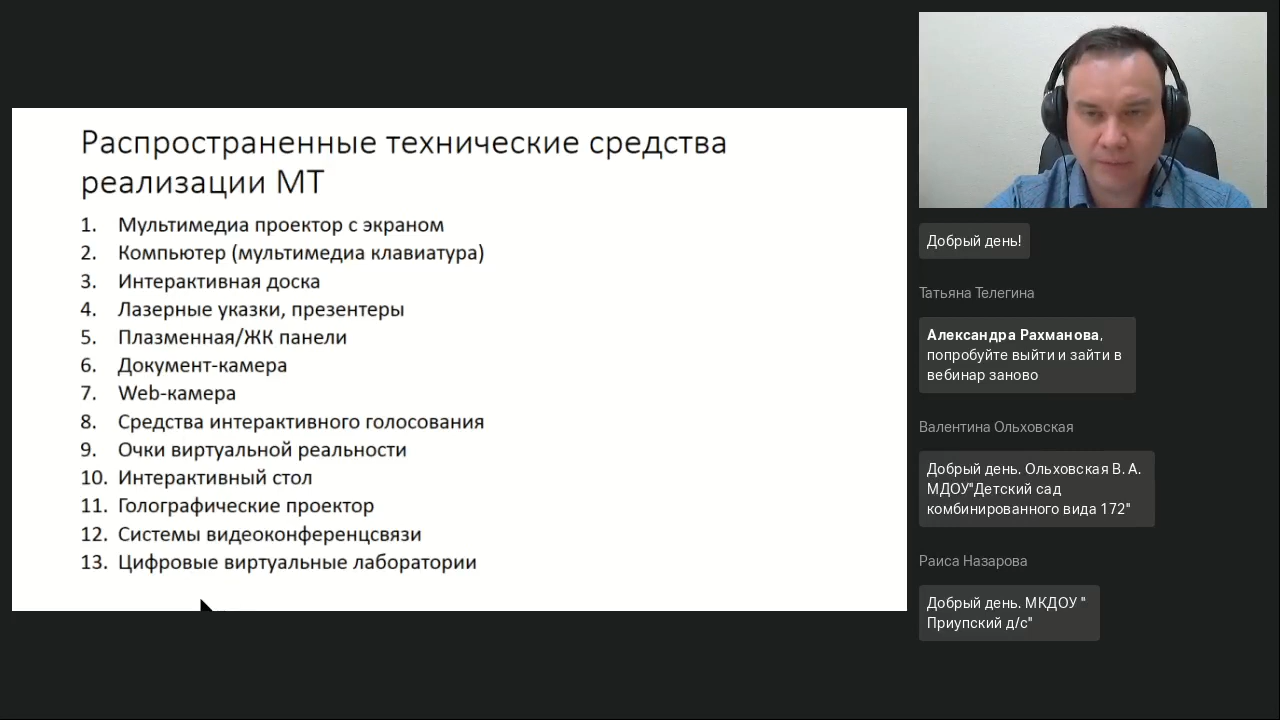 Распространенные технические средства
реализации МТ
1. Мультимедиа проектор с экраном
2. Компьютер (мультимедиа клавиатура)
3. Интерактивная доска
4. Лазерные указки, презентеры
5. Плазменная/ЖК панели
6. Документ-камера
7. Web-камера
8. Средства интерактивного голосования
9. Очки виртуальной реальности
10. Интерактивный стол
11. Голографические проектор
12. Системы видеоконференцсвязи
13. Цифровые виртуальные лаборатории
Добрый день!
Татьяна Телегина
Александра Рахманова,
попробуйте выйти и зайти в
вебинар заново
Валентина Ольховская
Добрый день. Ольховская В. А.
МДОУ"Детский сад
комбинированного вида 172"
Раиса Назарова
Добрый день. МКДОУ "
Приупский д/с"